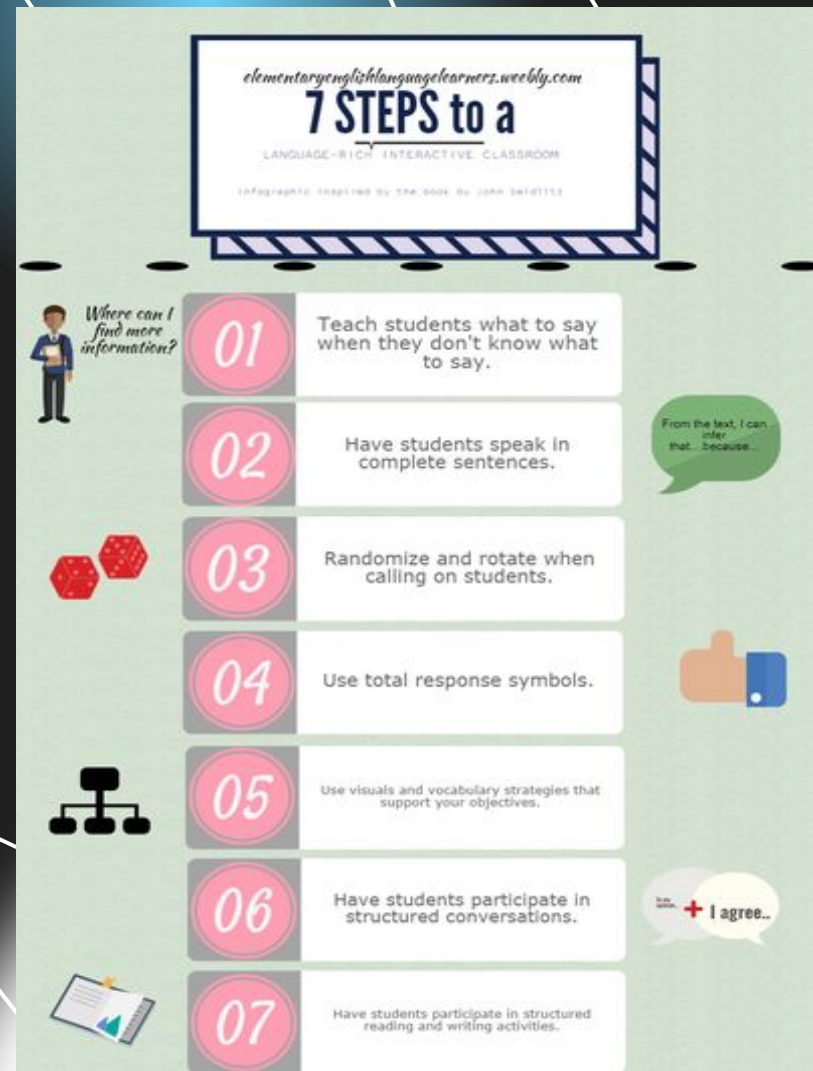 elementaryenglishlanguagelearners.weebly.com
7 STEPS to a
LANGUAGE-RICH INTERACTIVE CLASSROOM
Infographic inspired by the book by John Seidlitz
Where can I
find more
information?
01
Teach students what to say
when they don't know what
to say.
02
Have students speak in
complete sentences.
From the text, I can
infer
that...because...
03
Randomize and rotate when
calling on students.
04
Use total response symbols.
05
Use visuals and vocabulary strategies that
support your objectives.
06
Have students participate in
structured conversations.
In my
opinion..
+ I agree..
07
Have students participate in structured
reading and writing activities.